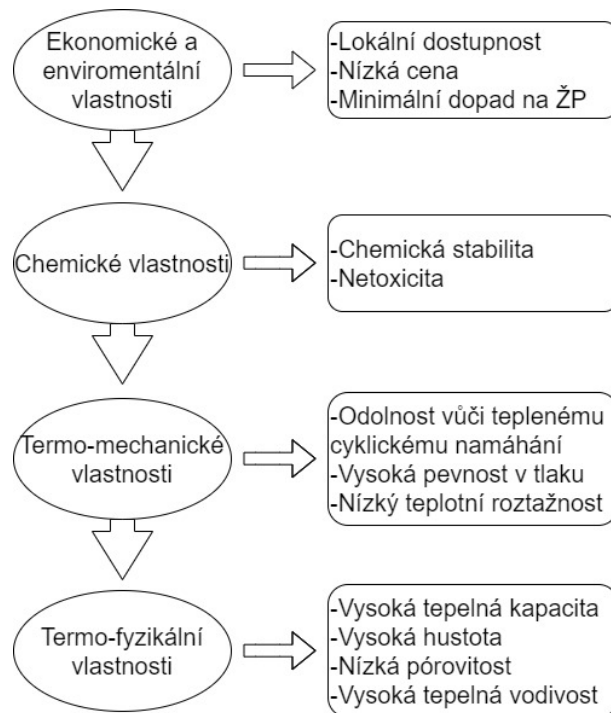 Ekonomické a
enviromentální
vlastnosti
-Lokální dostupnost
-Nízká cena
-Minimální dopad na ŽP
Chemické vlastnosti
-Chemická stabilita
-Netoxicita
Termo-mechanické
vlastnosti
-Odolnost vůči teplenému
cyklickému namáhání
-Vysoká pevnost v tlaku
-Nízký teplotní roztažnost
Termo-fyzikální
vlastnosti
-Vysoká tepelná kapacita
-Vysoká hustota
-Nízká pórovitost
-Vysoká tepelná vodivost